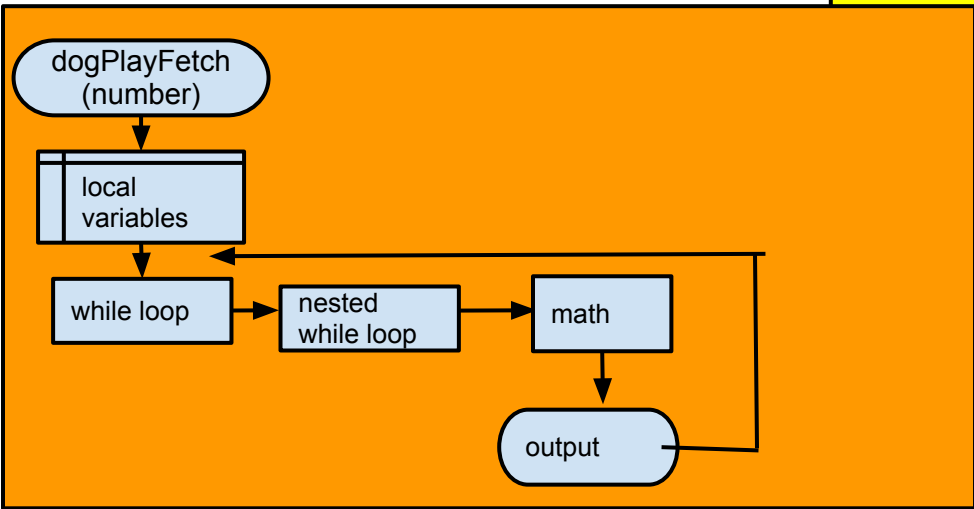 dogPlayFetch
(number)
local
variables
while loop
nested
while loop
math
output